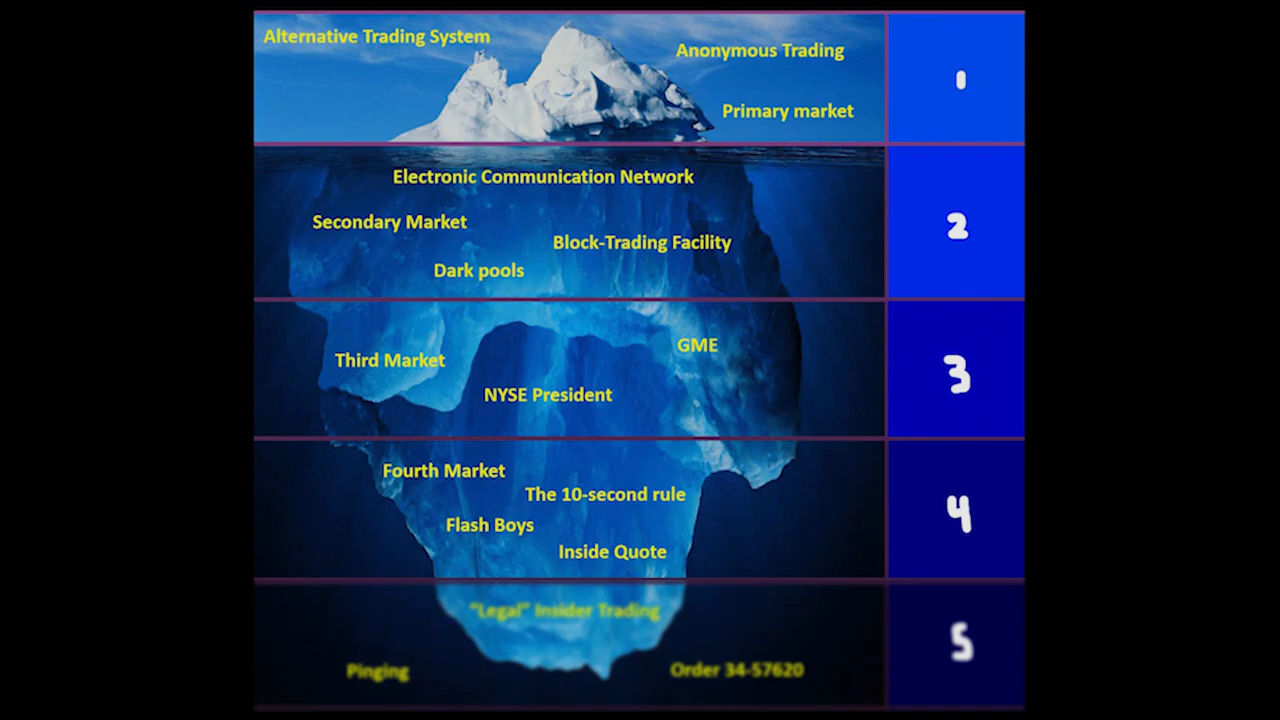 Alternative Trading System
Anonymous Trading
Primary market
1
Electronic Communication Network
Secondary Market
Block-Trading Facility
Dark pools
2
GME
Third Market
NYSE President
3
Fourth Market
The 10-second rule
Flash Boys
Inside Quote
4
"Legal" Insider Trading
Pinging
Order 34-57620
5